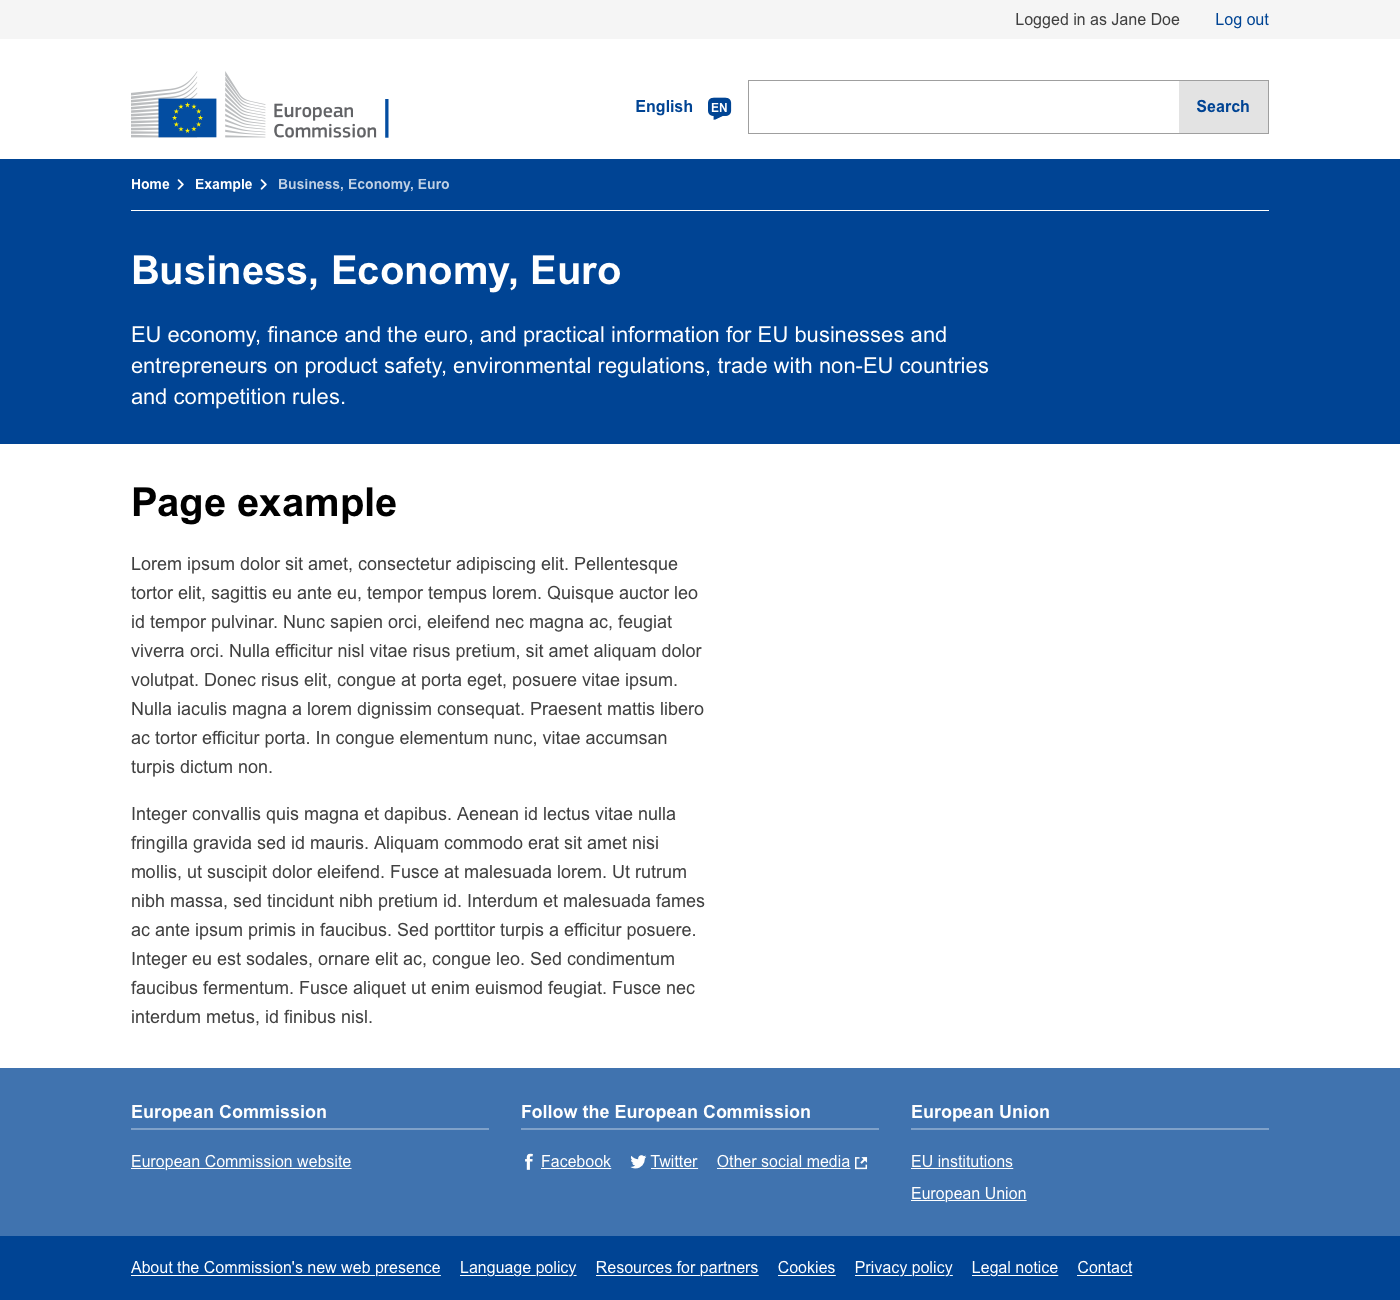 Logged in as Jane Doe Log out
European
Commission
English EN Search
Home Example Business, Economy, Euro
Business, Economy, Euro
EU economy, finance and the euro, and practical information for EU businesses and
entrepreneurs on product safety, environmental regulations, trade with non-EU countries
and competition rules.
Page example
Lorem ipsum dolor sit amet, consectetur adipiscing elit. Pellentesque
tortor elit, sagittis eu ante eu, tempor tempus lorem. Quisque auctor leo
id tempor pulvinar. Nunc sapien orci, eleifend nec magna ac, feugiat
viverra orci. Nulla efficitur nisl vitae risus pretium, sit amet aliquam dolor
volutpat. Donec risus elit, congue at porta eget, posuere vitae ipsum.
Nulla iaculis magna a lorem dignissim consequat. Praesent mattis libero
ac tortor efficitur porta. In congue elementum nunc, vitae accumsan
turpis dictum non.
Integer convallis quis magna et dapibus. Aenean id lectus vitae nulla
fringilla gravida sed id mauris. Aliquam commodo erat sit amet nisi
mollis, ut suscipit dolor eleifend. Fusce at malesuada lorem. Ut rutrum
nibh massa, sed tincidunt nibh pretium id. Interdum et malesuada fames
ac ante ipsum primis in faucibus. Sed porttitor turpis a efficitur posuere.
Integer eu est sodales, ornare elit ac, congue leo. Sed condimentum
faucibus fermentum. Fusce aliquet ut enim euismod feugiat. Fusce nec
interdum metus, id finibus nisl.
European Commission
European Commission website
Follow the European Commission
Facebook Twitter Other social media
European Union
EU institutions
European Union
About the Commission's new web presence Language policy Resources for partners Cookies Privacy policy Legal notice Contact